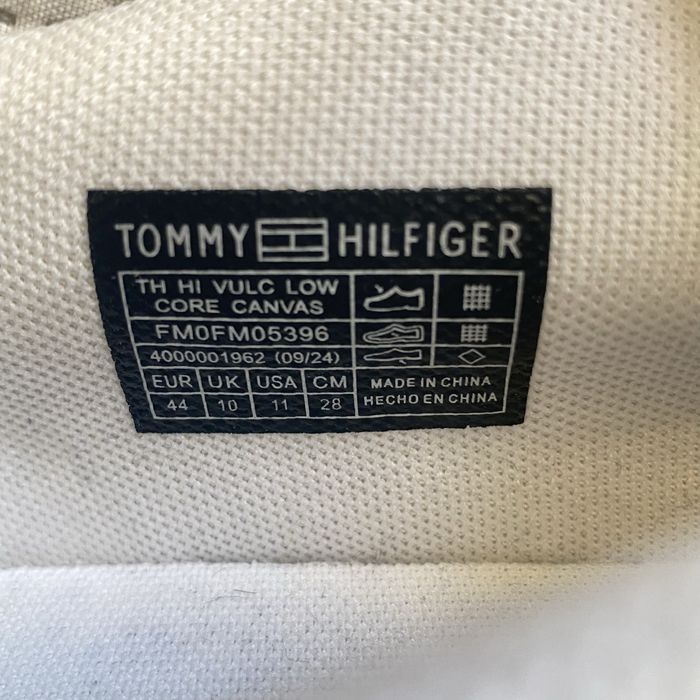 TOMMY HILFIGER
TH HI VULC LOW
CORE CANVAS
FM0FM05396
4000001962 (09/24)
EUR UK USA CM
44 10 11 28
MADE IN CHINA
HECHO EN CHINA